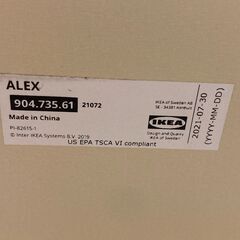 ALEX
904.735.61 21072
Made in China
PI-82615-1
© Inter IKEA Systems B.V. 2019
US EPA TSCA VI compliant
IKEA of Sweden AB
SE - 34381 Älmhult
IKEA
Design and Quality
IKEA of Sweden
2021-07-30
(YYYY-MM-DD)